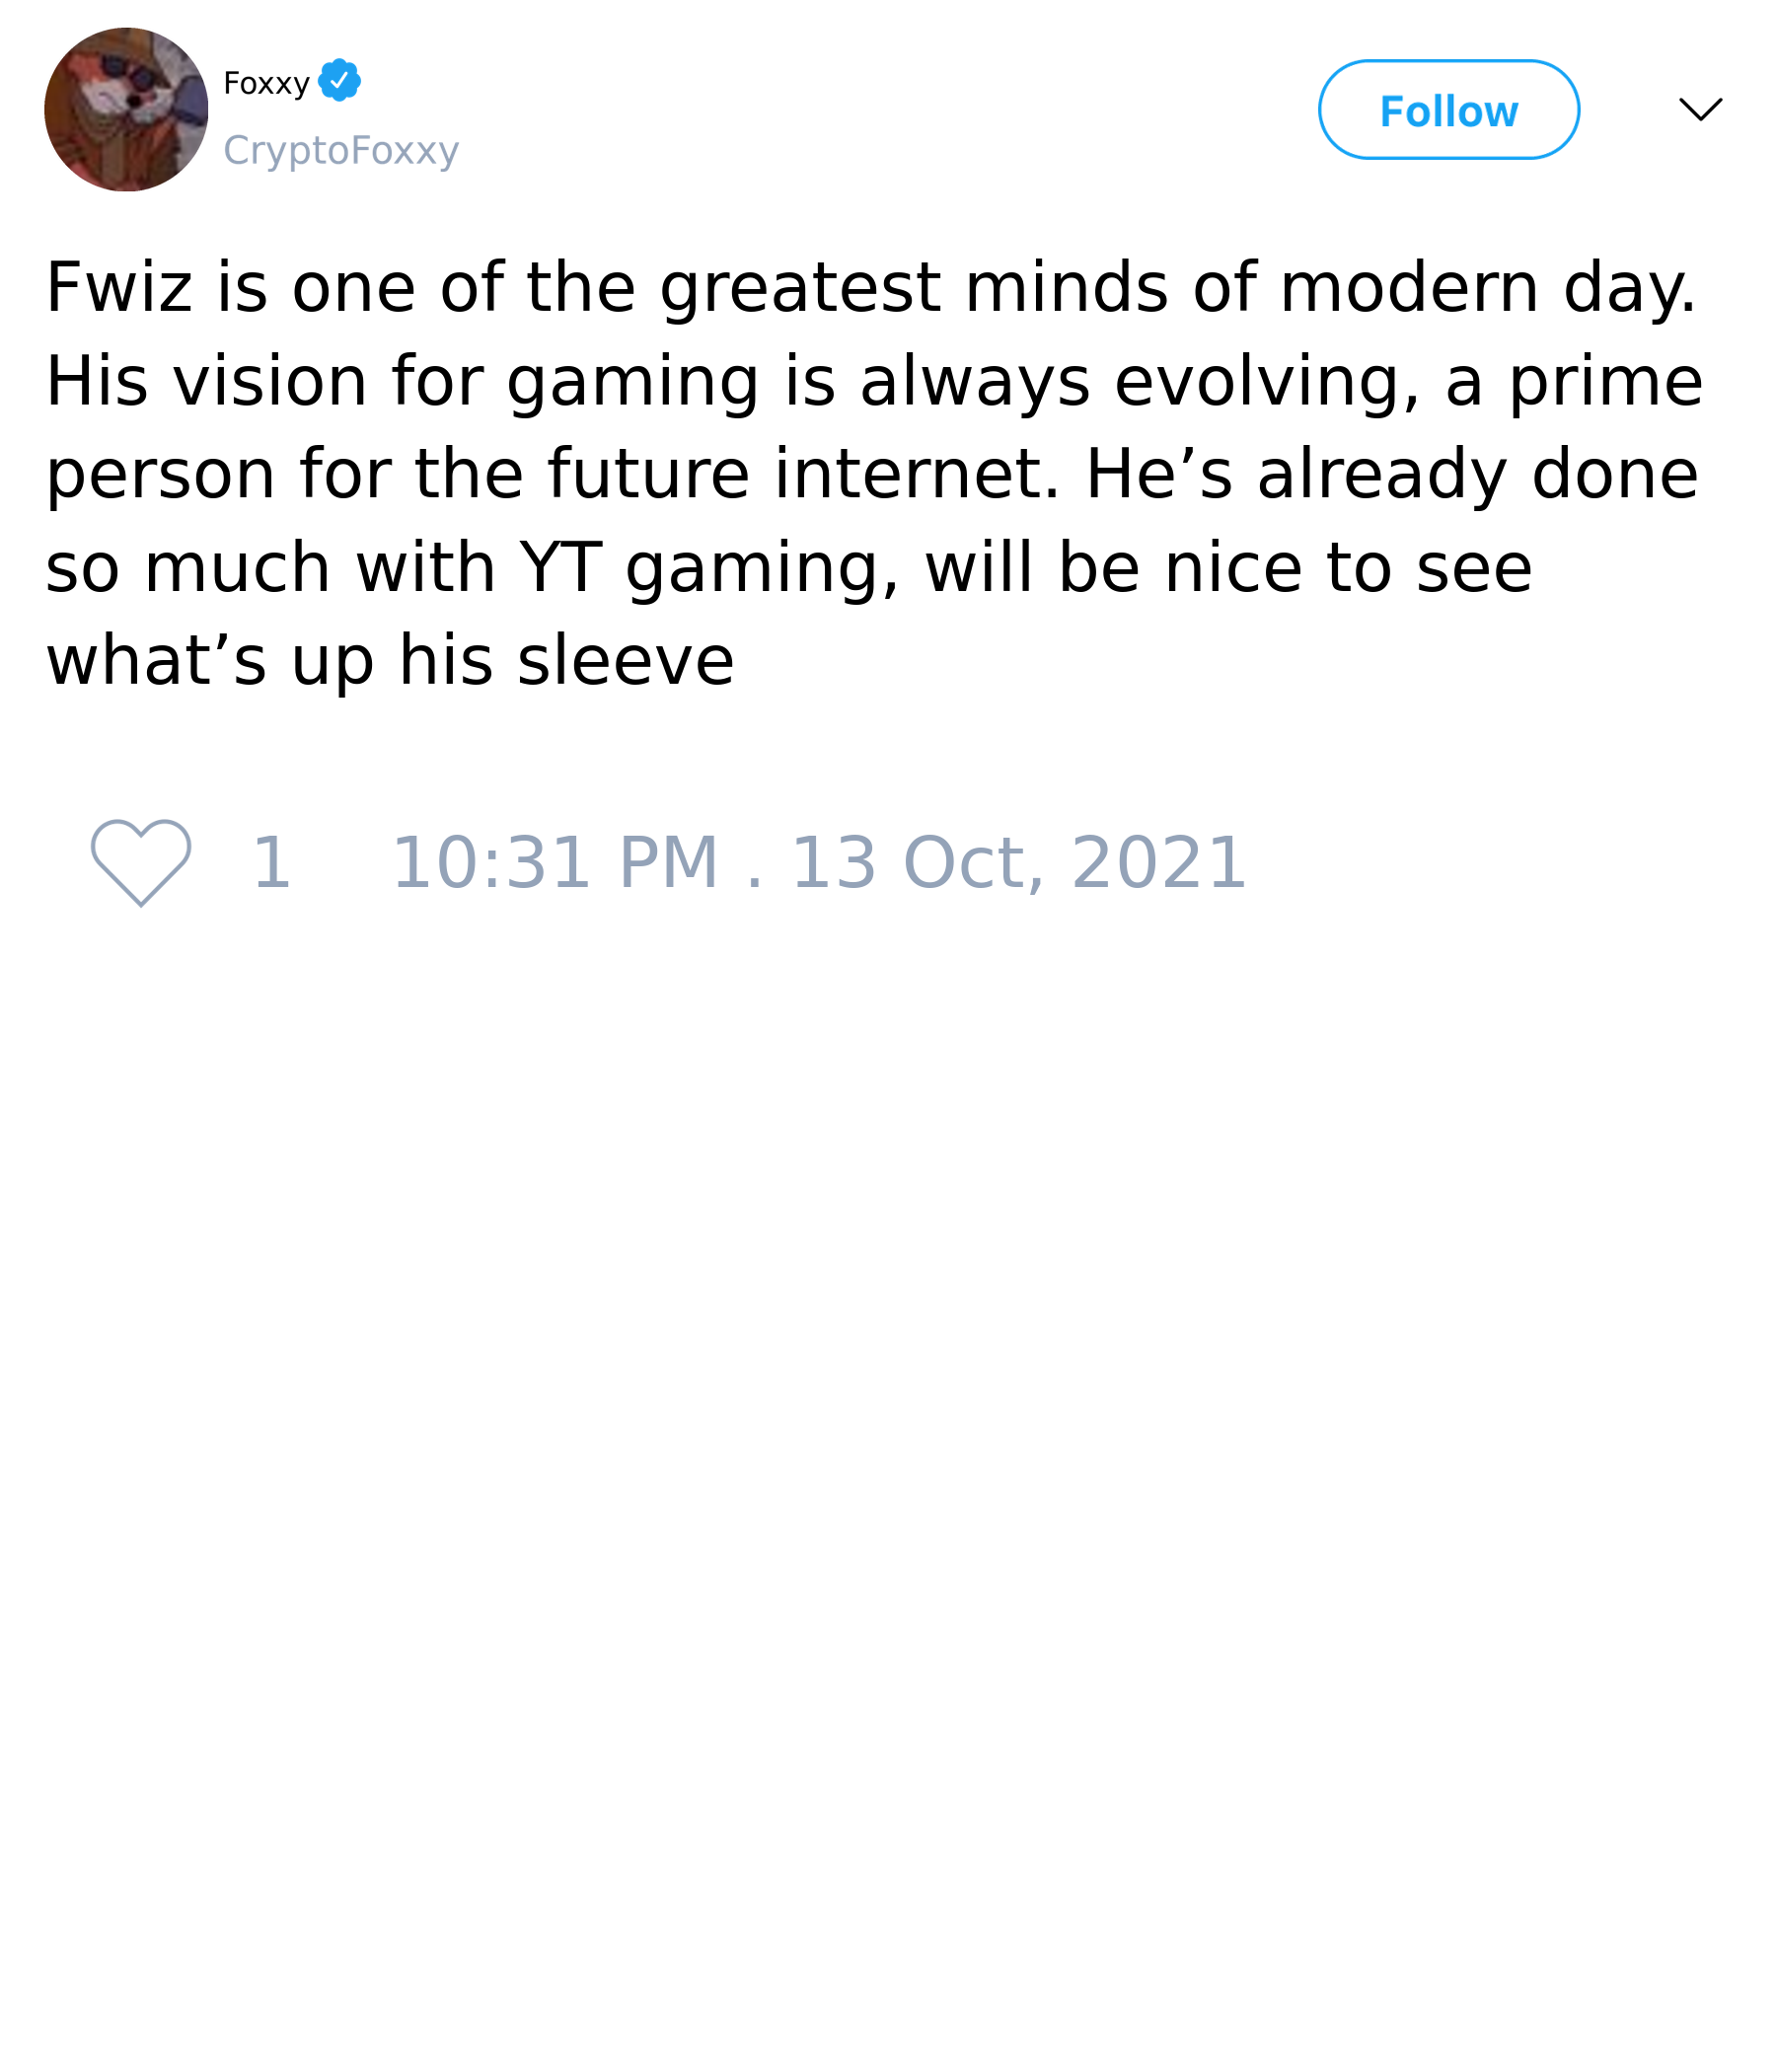 Foxxy
CryptoFoxxy
Follow
Fwiz is one of the greatest minds of modern day.
His vision for gaming is always evolving, a prime
person for the future internet. He’s already done
so much with YT gaming, will be nice to see
what’s up his sleeve
1 10:31 PM . 13 Oct, 2021